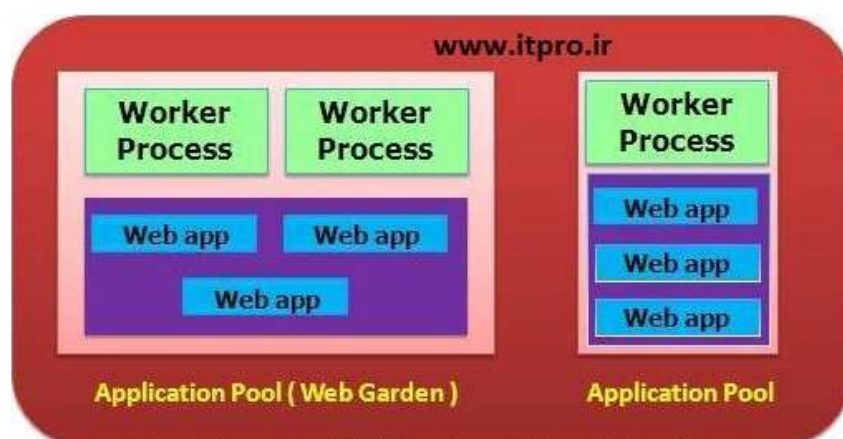 www.itpro.ir
Worker
Process
Worker
Process
Web app
Web app
Web app
Application Pool ( Web Garden )
Worker
Process
Web app
Web app
Web app
Application Pool